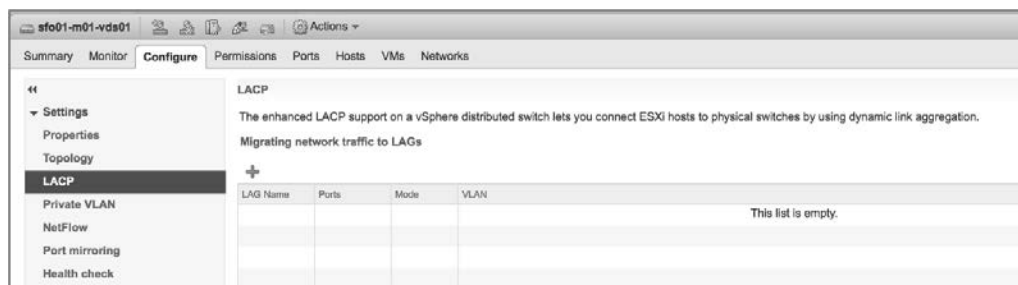 sfo01-m01-vds01 Actions
Summary Monitor Configure Permissions Ports Hosts VMs Networks
LACP
Settings
The enhanced LACP support on a vSphere distributed switch lets you connect ESXi hosts to physical switches by using dynamic link aggregation.
Properties
Migrating network traffic to LAGs
Topology
LACP
LAG Name Ports Mode VLAN
Private VLAN
This list is empty.
NetFlow
Port mirroring
Health check